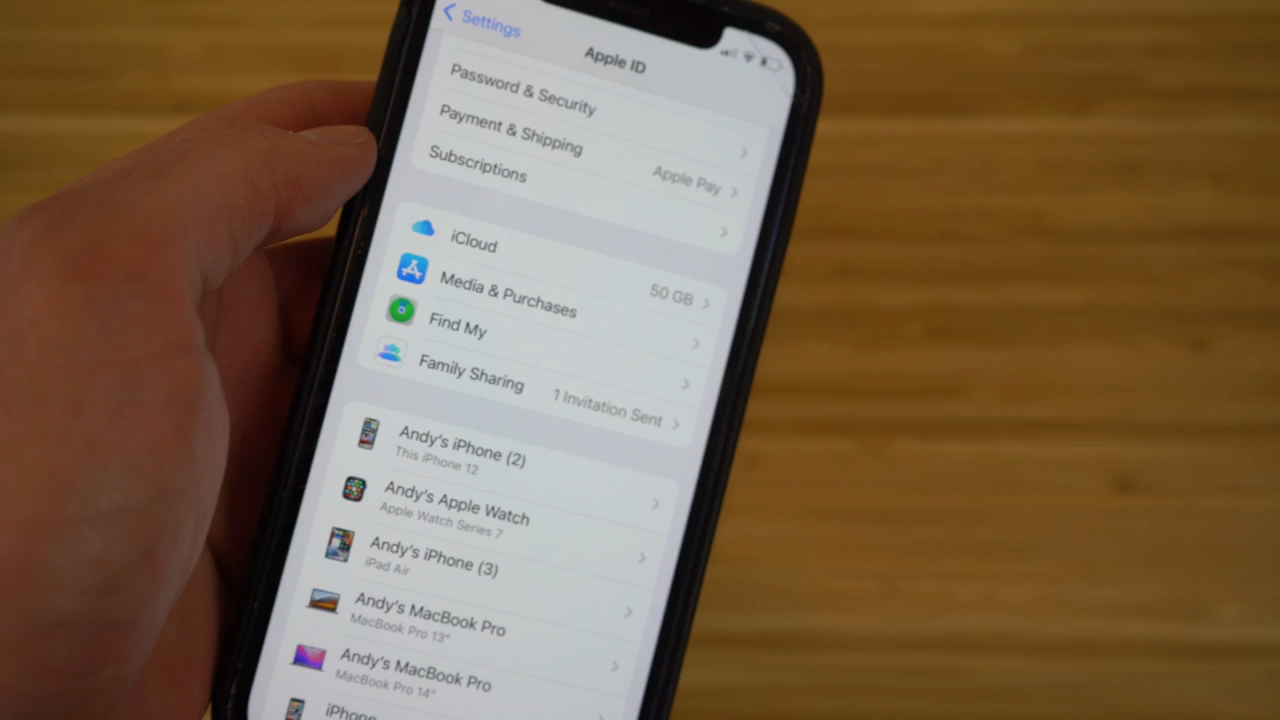 Settings
Apple ID
Password & Security
Payment & Shipping
Apple Pay
Subscriptions
iCloud
50 GB
Media & Purchases
Find My
Family Sharing
1 Invitation Sent
Andy's iPhone (2)
This iPhone 12
Andy's Apple Watch
Apple Watch Series 7
Andy's iPhone (3)
iPad Air
Andy's MacBook Pro
MacBook Pro 13"
Andy's MacBook Pro
MacBook Pro 14"
iPhone